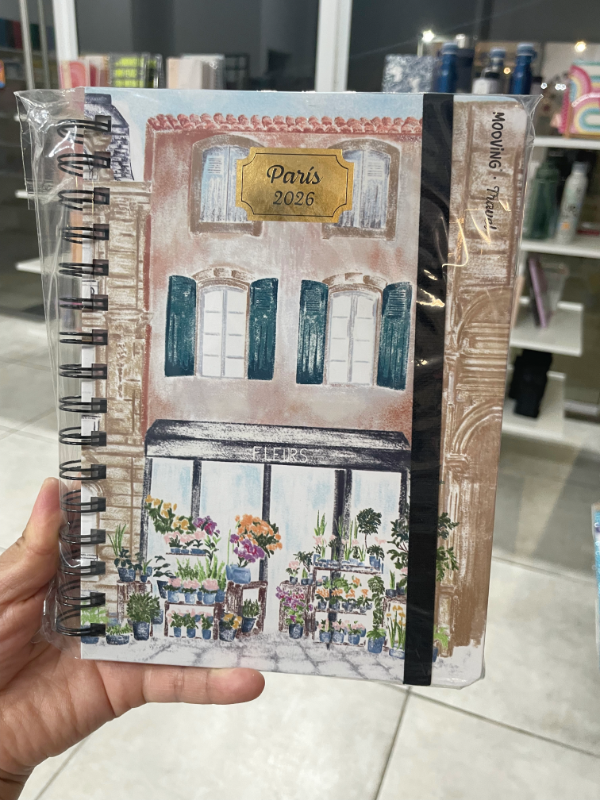 París
2026
MOOVING · Travel
FLEURS